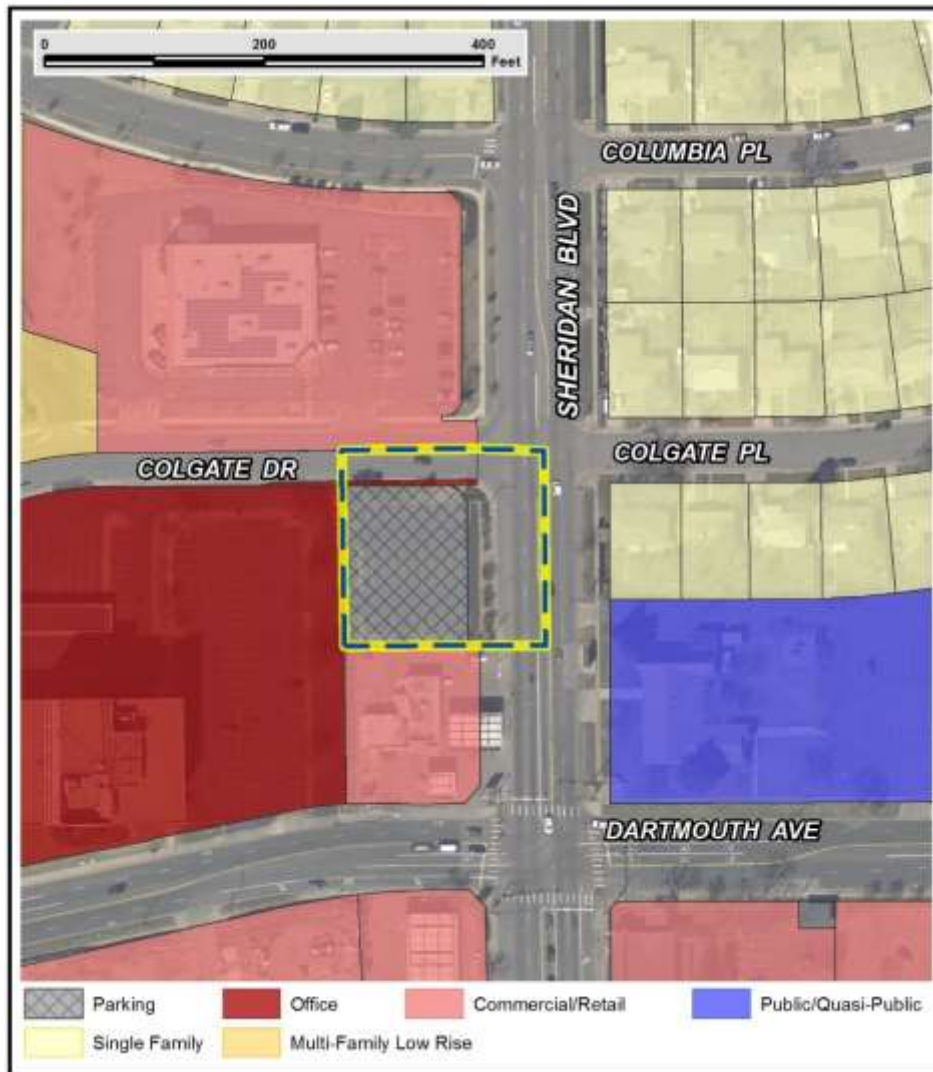 0 200 400
Feet
COLUMBIA PL
SHERIDAN BLVD
COLGATE DR
COLGATE PL
DARTMOUTH AVE
Parking
Office
Commercial/Retail
Public/Quasi-Public
Single Family
Multi-Family Low Rise